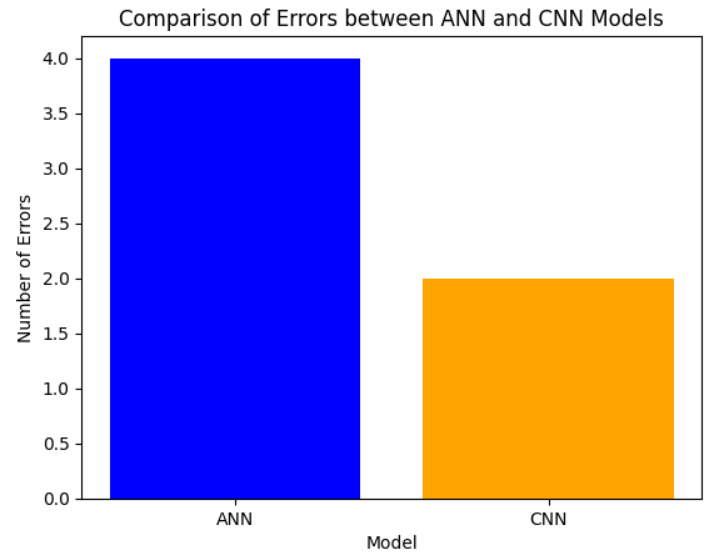 Comparison of Errors between ANN and CNN Models
Number of Errors
4.0
3.5
3.0
2.5
2.0
1.5
1.0
0.5
0.0
ANN
CNN
Model